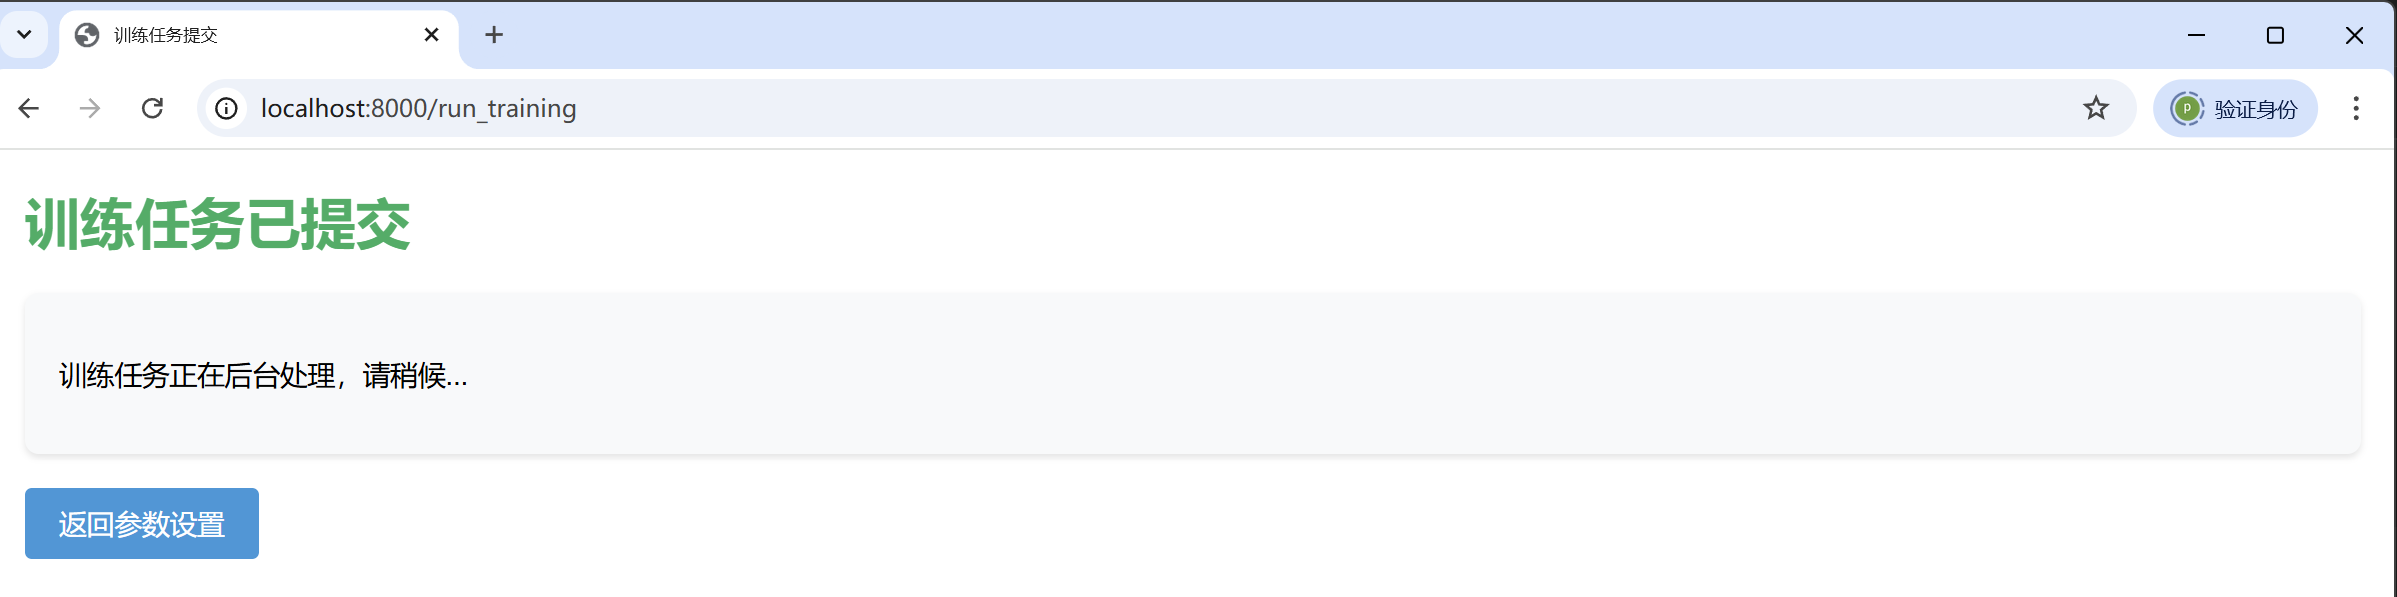 训练任务提交
localhost:8000/run_training
p 验证身份
训练任务已提交
训练任务正在后台处理，请稍候...
返回参数设置